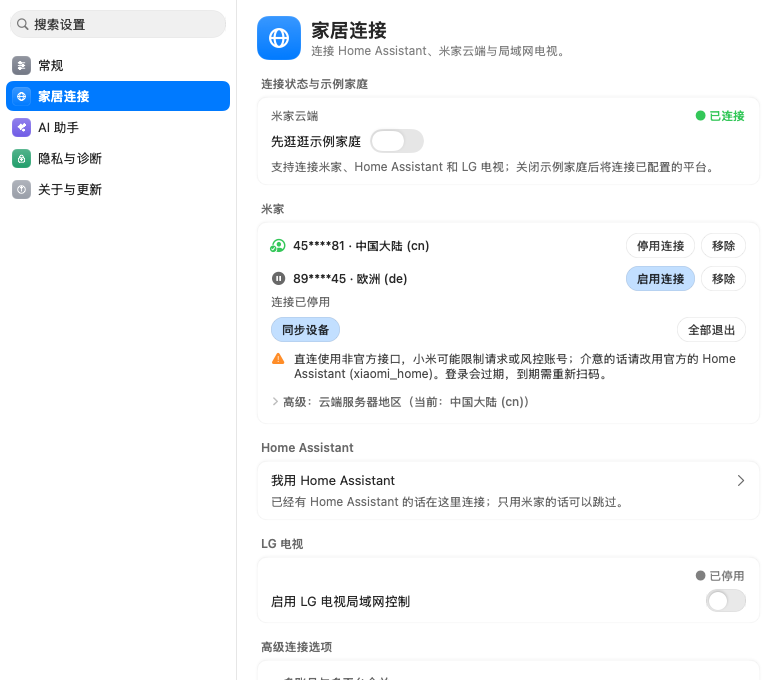 搜索设置
常规
家居连接
AI 助手
隐私与诊断
关于与更新
家居连接
连接 Home Assistant、米家云端与局域网电视。
连接状态与示例家庭
米家云端
已连接
先逛逛示例家庭
支持连接米家、Home Assistant 和 LG 电视；关闭示例家庭后将连接已配置的平台。
米家
45****81 · 中国大陆 (cn)
停用连接
移除
89****45 · 欧洲 (de)
启用连接
移除
连接已停用
同步设备
全部退出
直连使用非官方接口，小米可能限制请求或风控账号；介意的话请改用官方的 Home
Assistant (xiaomi_home)。登录会过期，到期需重新扫码。
高级：云端服务器地区（当前：中国大陆 (cn)）
Home Assistant
我用 Home Assistant
已经有 Home Assistant 的话在这里连接；只用米家的话可以跳过。
LG 电视
已停用
启用 LG 电视局域网控制
高级连接选项